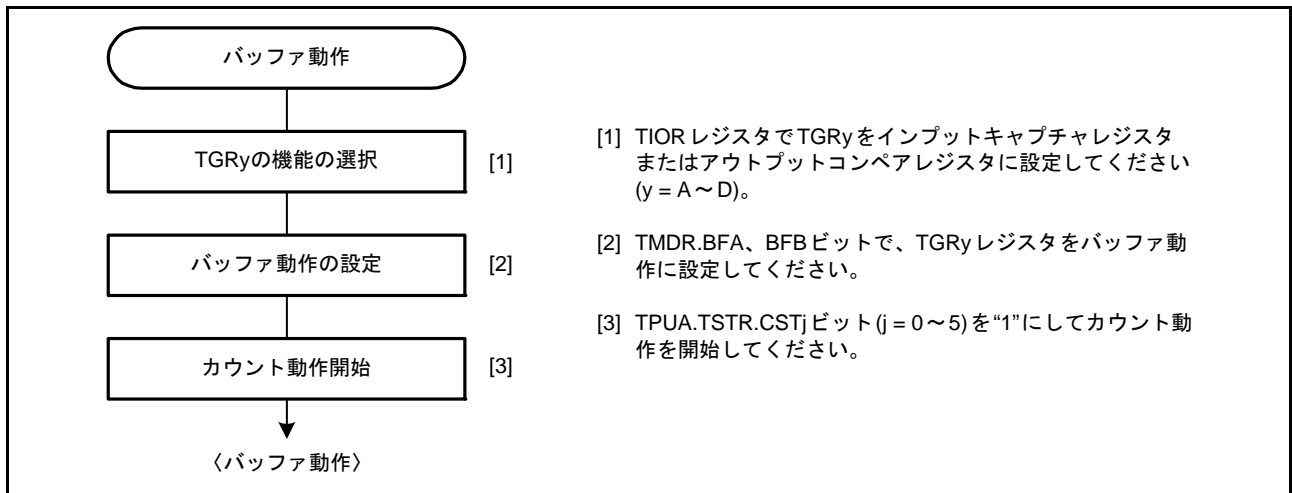 バッファ動作
TGRyの機能の選択 [1]
バッファ動作の設定 [2]
カウント動作開始 [3]
〈バッファ動作〉
[1] TIORレジスタでTGRyをインプットキャプチャレジスタ
またはアウトプットコンペアレジスタに設定してください
(y = A～D)。
[2] TMDR.BFA、BFBビットで、TGRyレジスタをバッファ動
作に設定してください。
[3] TPUA.TSTR.CSTjビット(j = 0～5)を“1”にしてカウント動
作を開始してください。